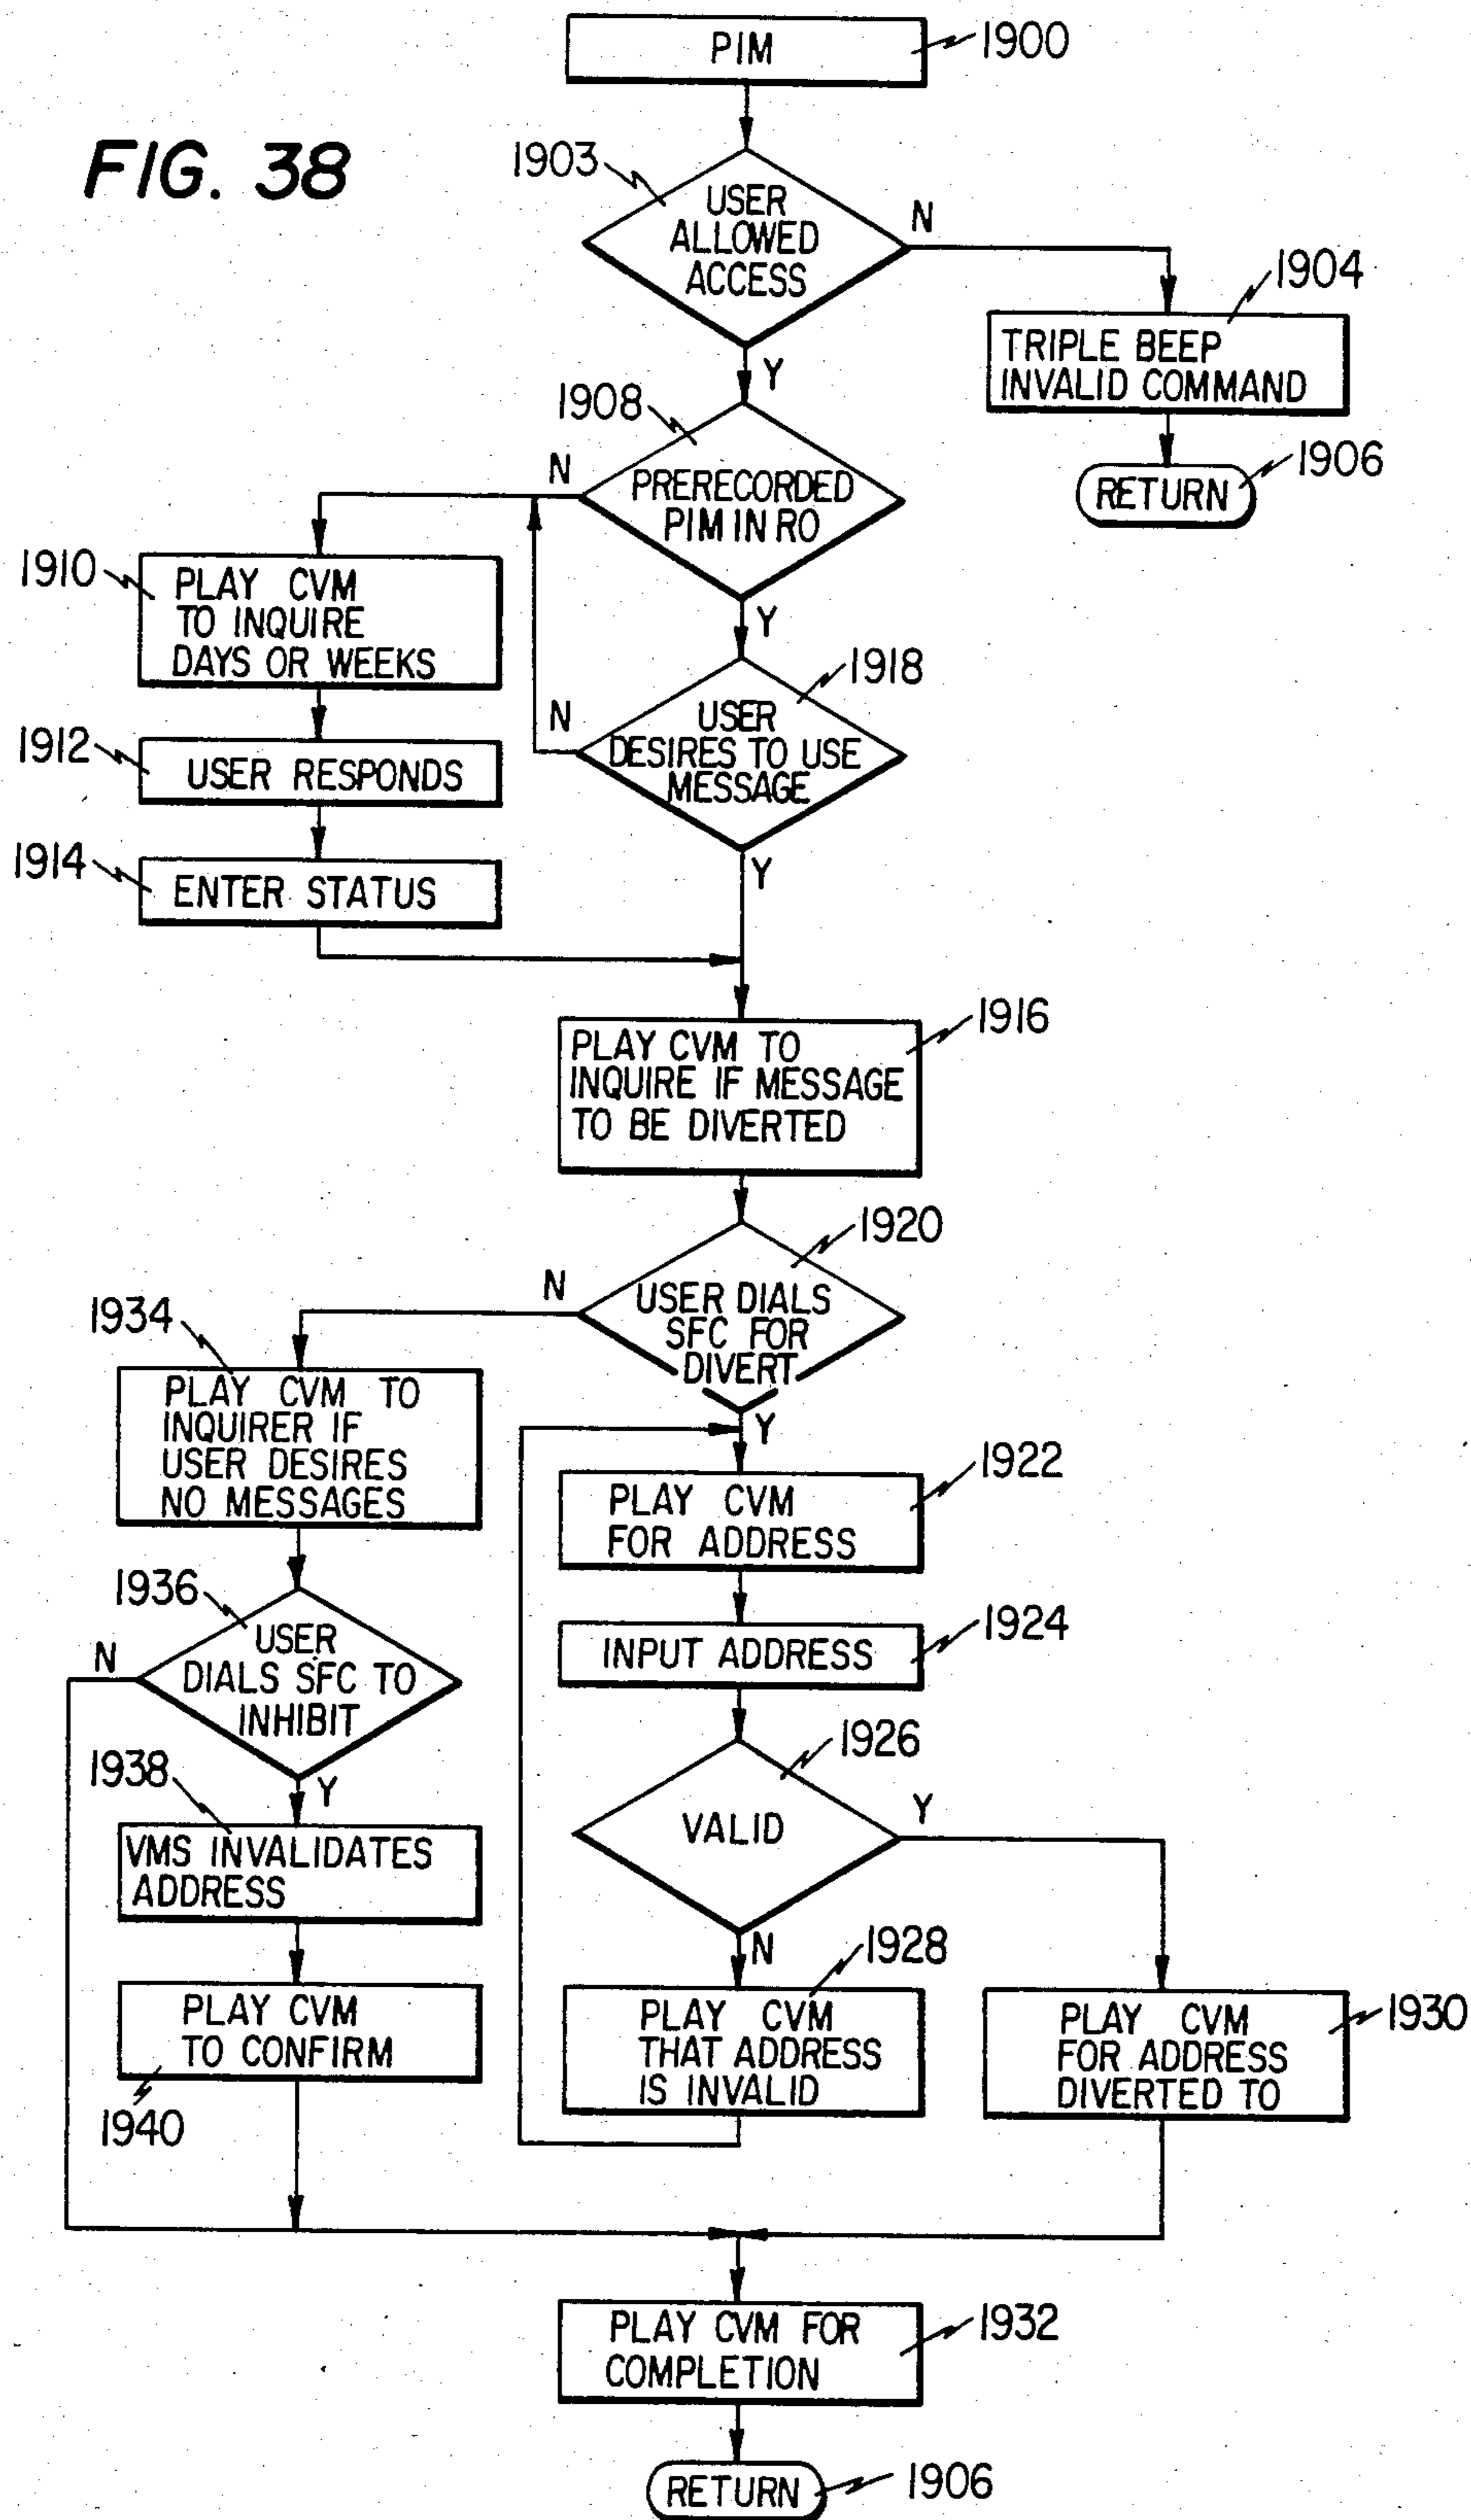 PIM
1900
FIG. 38
1903
USER
ALLOWED
ACCESS
N
Y
1904
TRIPLE BEEP
INVALID COMMAND
1906
RETURN
1908
PRERECORDED
PIM IN RO
N
Y
1910
PLAY CVM
TO INQUIRE
DAYS OR WEEKS
1918
USER
DESIRES TO USE
MESSAGE
N
Y
1912
USER RESPONDS
1914
ENTER STATUS
1916
PLAY CVM TO
INQUIRE IF MESSAGE
TO BE DIVERTED
1920
USER DIALS
SFC FOR
DIVERT
N
Y
1934
PLAY CVM TO
INQUIRER IF
USER DESIRES
NO MESSAGES
1922
PLAY CVM
FOR ADDRESS
1936
USER
DIALS SFC TO
INHIBIT
N
Y
1924
INPUT ADDRESS
1926
VALID
Y
N
1938
VMS INVALIDATES
ADDRESS
1928
PLAY CVM
THAT ADDRESS
IS INVALID
1930
PLAY CVM
FOR ADDRESS
DIVERTED TO
PLAY CVM
TO CONFIRM
1940
1932
PLAY CVM FOR
COMPLETION
RETURN
1906